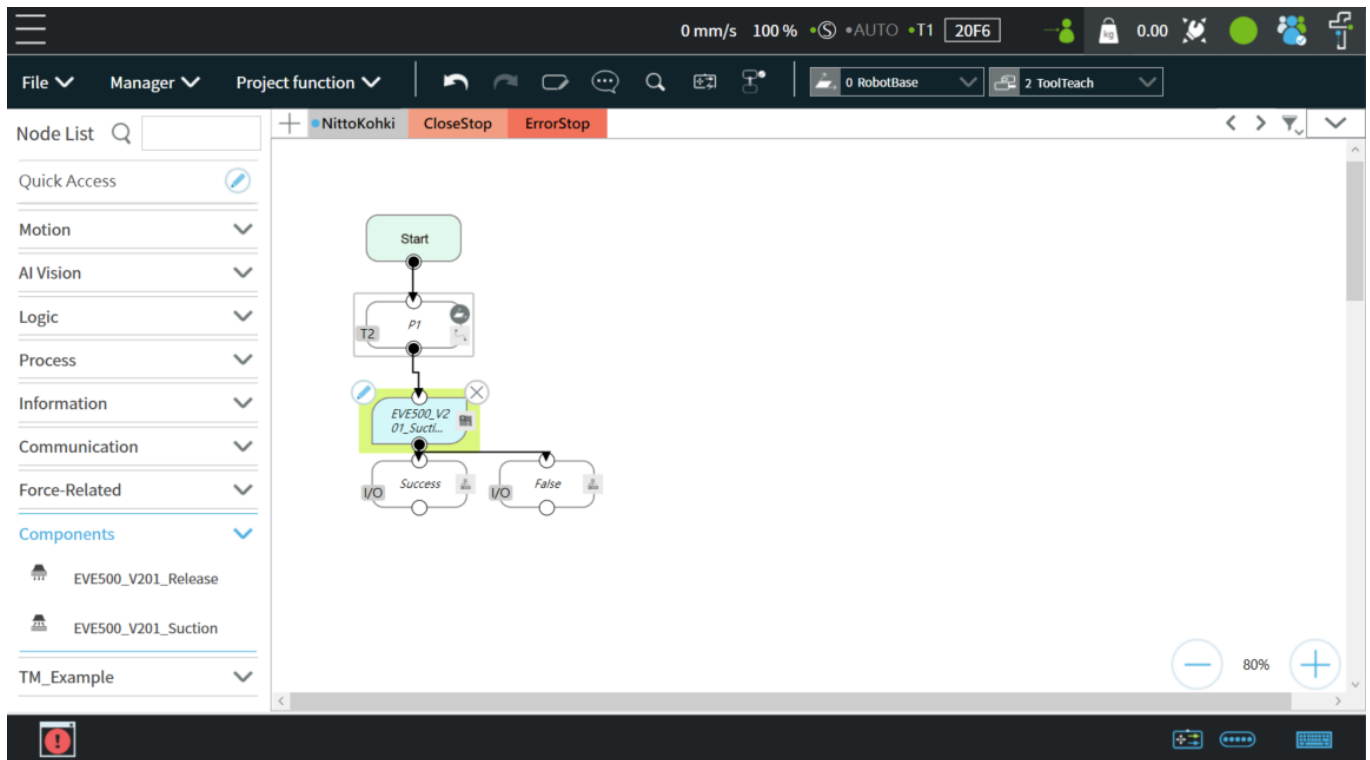 0 mm/s 100 % S AUTO T1 20F6 kg 0.00
File Manager Project function 0 RobotBase 2 ToolTeach
Node List
NittoKohki CloseStop ErrorStop
Quick Access
Motion
AI Vision
Logic
Process
Information
Communication
Force-Related
Components
EVE500_V201_Release
EVE500_V201_Suction
TM_Example
Start
P1
T2
EVE500_V2
01_Sucti...
Success
I/O
False
I/O
80%